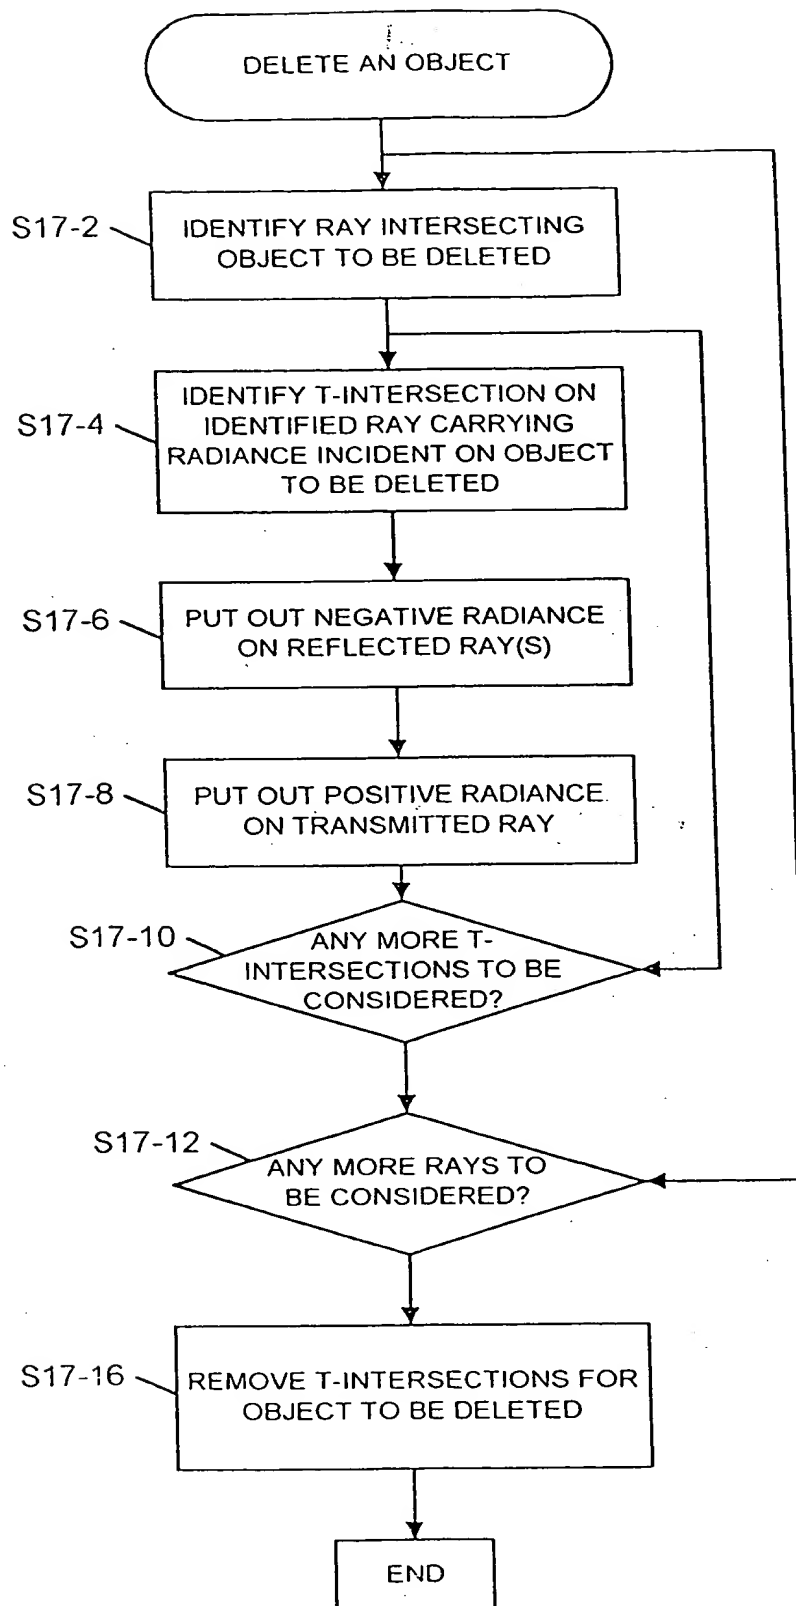 DELETE AN OBJECT
S17-2
IDENTIFY RAY INTERSECTING
OBJECT TO BE DELETED
S17-4
IDENTIFY T-INTERSECTION ON
IDENTIFIED RAY CARRYING
RADIANCE INCIDENT ON OBJECT
TO BE DELETED
S17-6
PUT OUT NEGATIVE RADIANCE
ON REFLECTED RAY(S)
S17-8
PUT OUT POSITIVE RADIANCE
ON TRANSMITTED RAY
S17-10
ANY MORE T-
INTERSECTIONS TO BE
CONSIDERED?
S17-12
ANY MORE RAYS TO
BE CONSIDERED?
S17-16
REMOVE T-INTERSECTIONS FOR
OBJECT TO BE DELETED
END